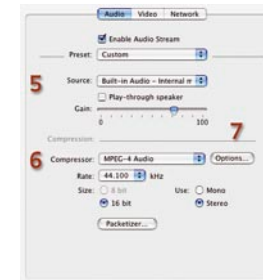 Audio Video Network
Enable Audio Stream
Preset: Custom
5 Source: Built-in Audio - Internal m
Play-through speaker
Gain:
0 100
Compression: 7
6 Compressor: MPEG-4 Audio Options...
Rate: 44.100 kHz
Size: 8 bit Use: Mono
16 bit Stereo
Packetizer...